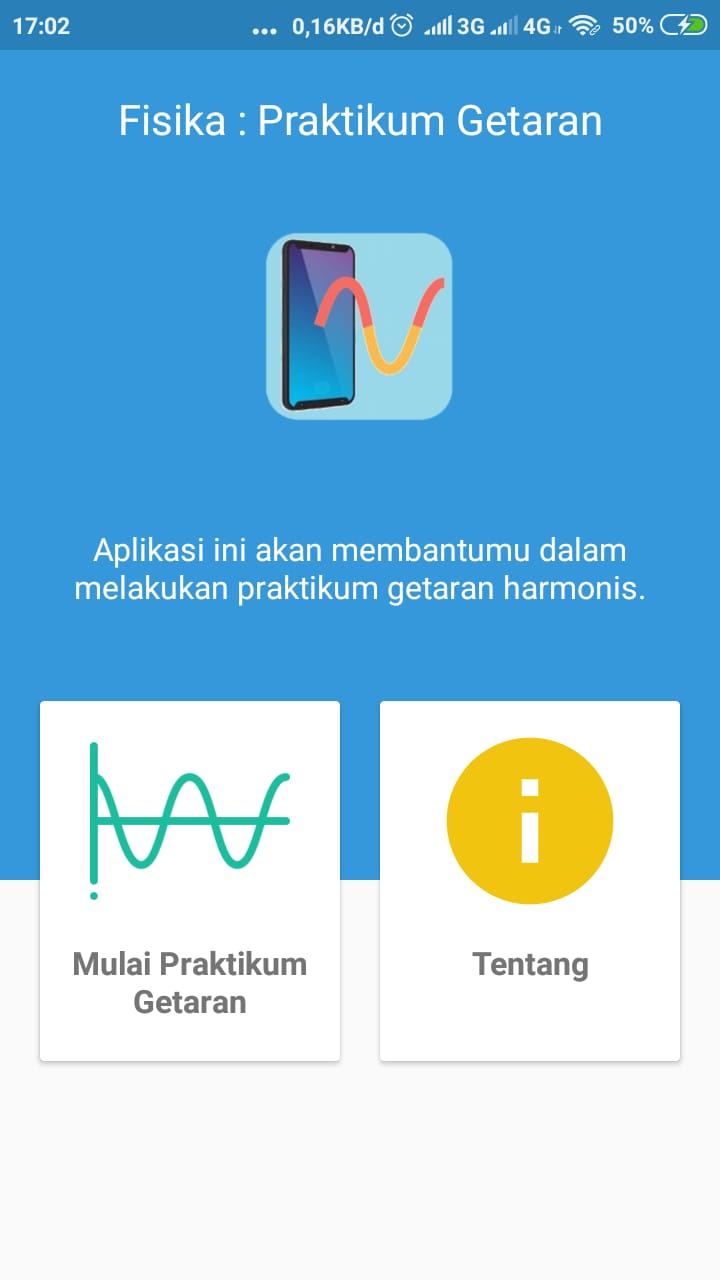 17:02
... 0,16KB/d 3G 4G 50%
Fisika : Praktikum Getaran
Aplikasi ini akan membantumu dalam
melakukan praktikum getaran harmonis.
Mulai Praktikum
Getaran
Tentang